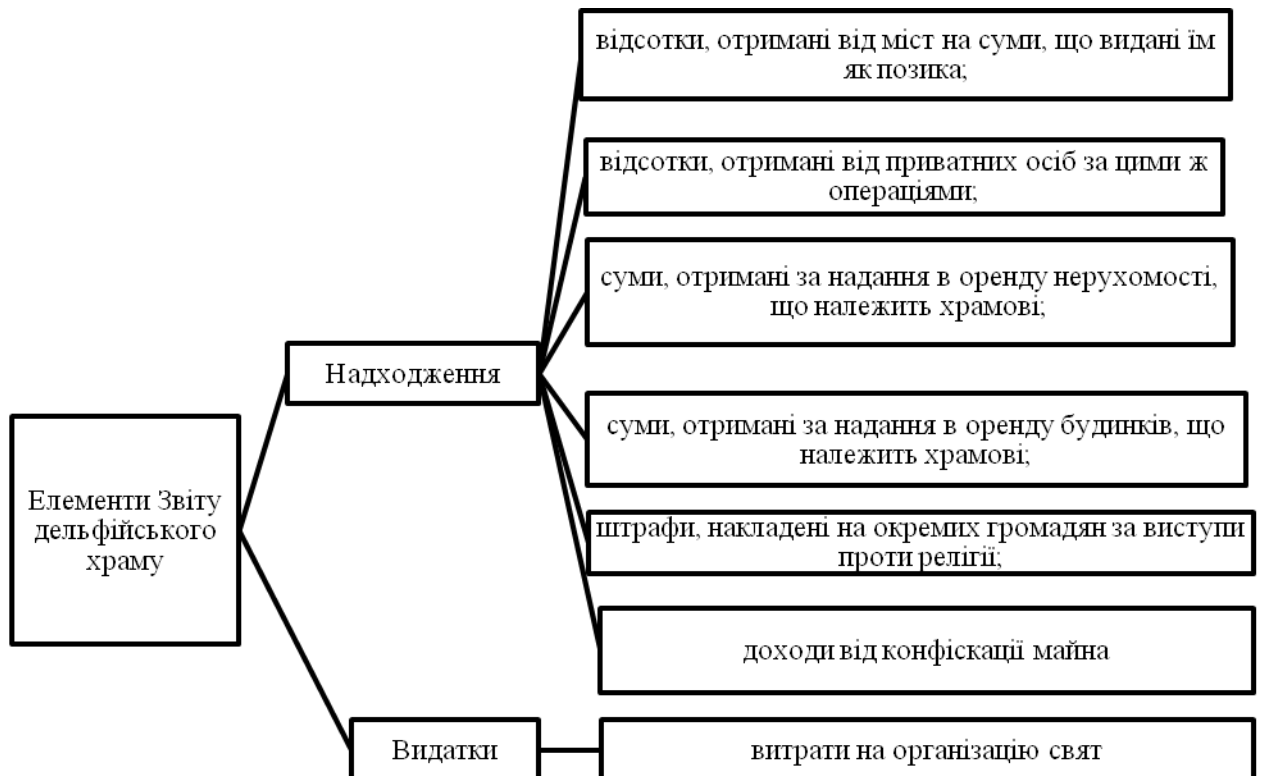 відсотки, отримані від міст на суми, що видані їм
як позика;
відсотки, отримані від приватних осіб за цими ж
операціями;
суми, отримані за надання в оренду нерухомості,
що належить храмові;
Надходження
суми, отримані за надання в оренду будинків, що
належить храмові;
Елементи Звіту
дельфійського
храму
штрафи, накладені на окремих громадян за виступи
проти релігії;
доходи від конфіскації майна
Видатки
витрати на організацію свят